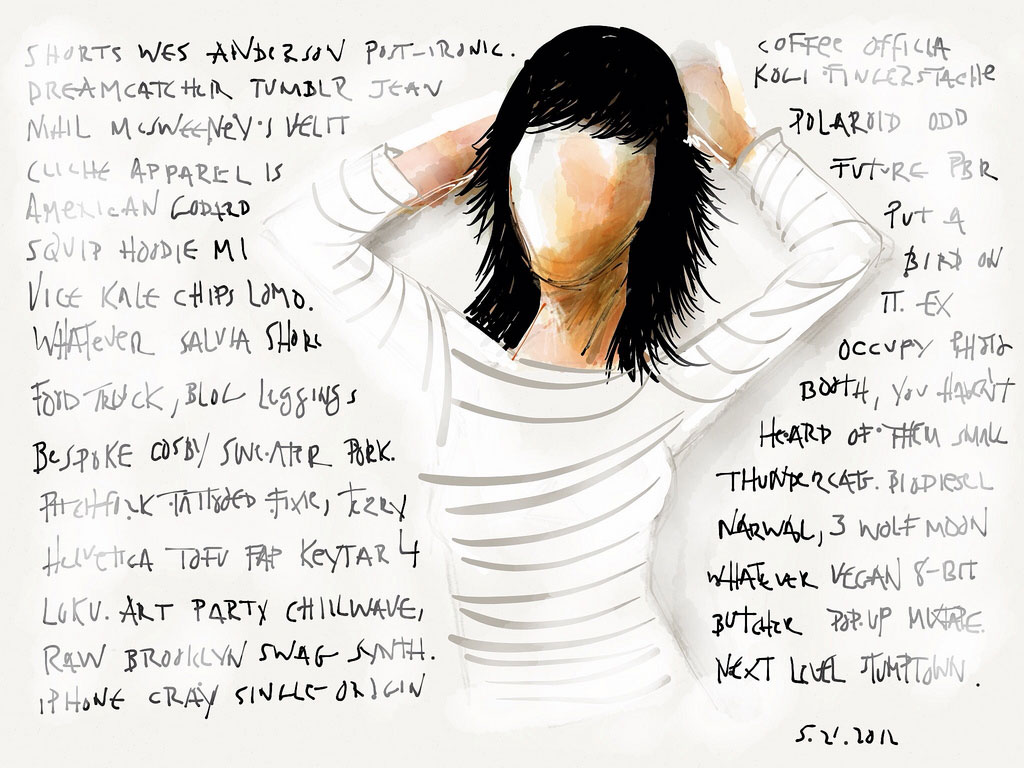 SHORTS WES ANDERSON POST-IRONIC.
DREAMCATCHER TUMBLR JEAN
NIHIL McSWEENEY'S VELIT
CLICHE APPAREL IS
AMERICAN GODARD
SQUID HOODIE MI
VICE KALE CHIPS LOMO.
WHATEVER SALVIA SHORE
FOOD TRUCK, BLOG LEGGINGS
BESPOKE COSBY SWEATER PORK.
PITCHFORK TATTOOED FIXIE, TERRY
HELVETICA TOFU FAP KEYTAR 4
LOKO. ART PARTY CHILLWAVE,
RAW BROOKLYN SWAG SYNTH.
IPHONE CRAY SINGLE-ORIGIN
COFFEE OFFICIA
KOGI FINGERSTACHE
POLAROID ODD
FUTURE PBR
PUT A
BIRD ON
IT. EX
OCCUPY PHOTO
BOOTH, YOU HAVEN'T
HEARD OF THEM SMALL
THUNDERCATS. BIODIESEL
NARWAL, 3 WOLF MOON
WHATEVER VEGAN 8-BIT
BUTCHER POP-UP MIXTAPE.
NEXT LEVEL STUMPTOWN.
5.21.2012